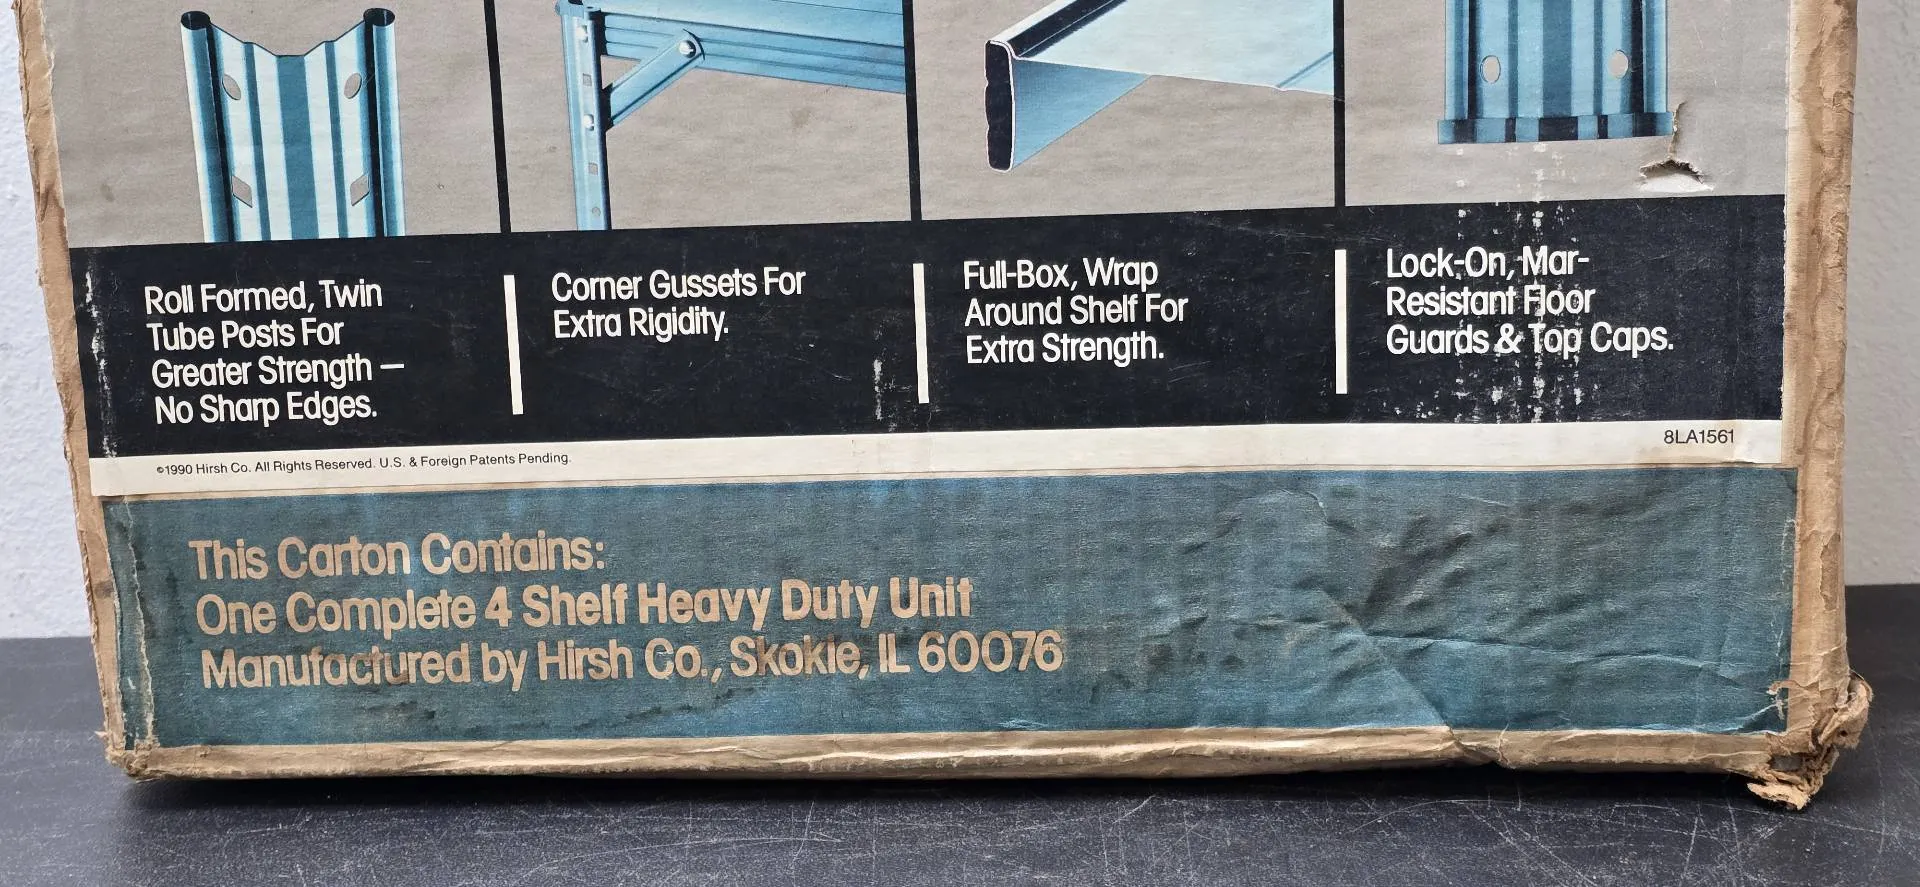 Roll Formed, Twin
Tube Posts For
Greater Strength —
No Sharp Edges.
Corner Gussets For
Extra Rigidity.
Full-Box, Wrap
Around Shelf For
Extra Strength.
Lock-On, Mar-
Resistant Floor
Guards & Top Caps.
©1990 Hirsh Co. All Rights Reserved. U.S. & Foreign Patents Pending.
8LA1561
This Carton Contains:
One Complete 4 Shelf Heavy Duty Unit
Manufactured by Hirsh Co., Skokie, IL 60076